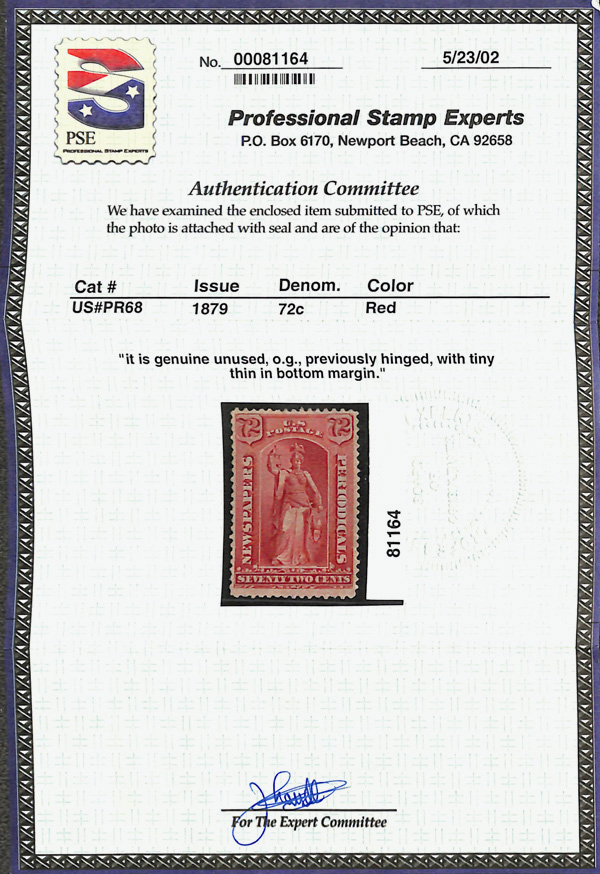 No. 00081164
5/23/02
PSE
PROFESSIONAL STAMP EXPERTS
Professional Stamp Experts
P.O. Box 6170, Newport Beach, CA 92658
Authentication Committee
We have examined the enclosed item submitted to PSE, of which
the photo is attached with seal and are of the opinion that:
Cat # Issue Denom. Color
US#PR68 1879 72c Red
"it is genuine unused, o.g., previously hinged, with tiny
thin in bottom margin."
72 U.S. 72
POSTAGE
NEWSPAPERS
PERIODICALS
SEVENTY TWO CENTS
81164
For The Expert Committee